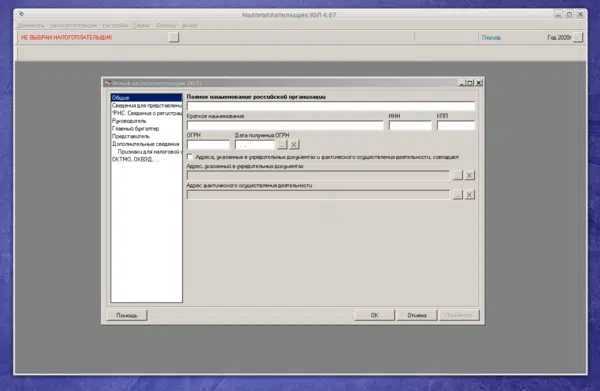 Налогоплательщик ЮЛ 4.67
Документы Налогоплательщик Настройки Сервис Помощь Выход
НЕ ВЫБРАН НАЛОГОПЛАТЕЛЬЩИК
Период:
Год 2020г
Новый налогоплательщик (ЮЛ)
Общие
Сведения для представлени
ФНС. Сведения о регистрац
Руководитель
Главный бухгалтер
Представитель
Дополнительные сведения
Признаки для налоговой о
ОКТМО, ОКВЭД, ...
Полное наименование российской организации
Краткое наименование
ИНН
КПП
ОГРН
Дата получения ОГРН
. .
...
X
Адреса, указанные в учредительных документах и фактического осуществления деятельности, совпадают
Адрес, указанный в учредительных документах
...
X
Адрес фактического осуществления деятельности
...
X
Помощь
ОК
Отмена
Применить